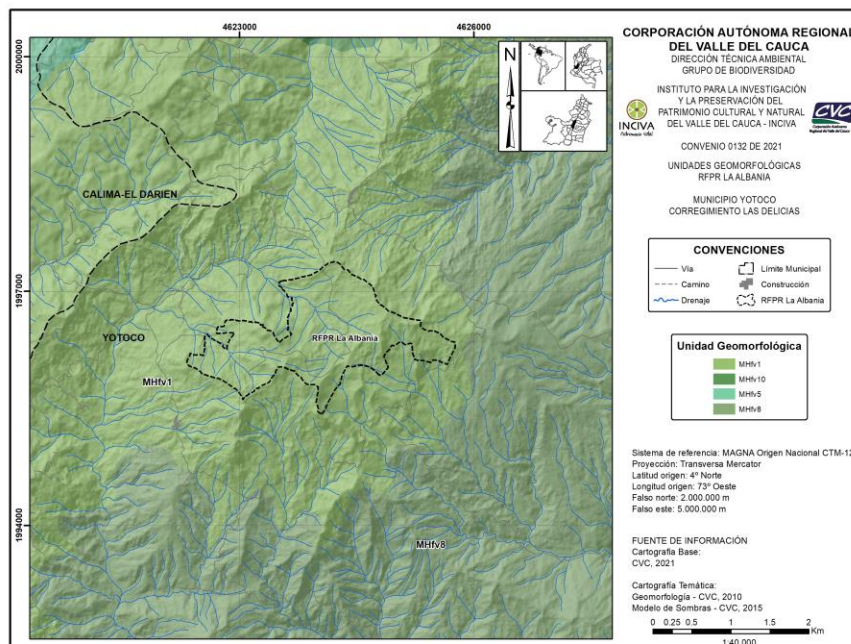 4623000
4626000
2000000
1997000
1994000
N
CALIMA-EL DARIEN
YOTOCO
MHfv1
RFPR La Albania
MHfv8
CORPORACIÓN AUTÓNOMA REGIONAL
DEL VALLE DEL CAUCA
DIRECCIÓN TÉCNICA AMBIENTAL
GRUPO DE BIODIVERSIDAD
INSTITUTO PARA LA INVESTIGACIÓN
Y LA PRESERVACIÓN DEL
PATRIMONIO CULTURAL Y NATURAL
DEL VALLE DEL CAUCA - INCIVA
INCIVA
CVC
Corporación Autónoma
Regional del Valle del Cauca
CONVENIO 0132 DE 2021
UNIDADES GEOMORFOLÓGICAS
RFPR LA ALBANIA
MUNICIPIO YOTOCO
CORREGIMIENTO LAS DELICIAS
CONVENCIONES
Vía
Límite Municipal
Camino
Construcción
Drenaje
RFPR La Albania
Unidad Geomorfológica
MHfv1
MHfv10
MHfv5
MHfv8
Sistema de referencia: MAGNA Origen Nacional CTM-12
Proyección: Transversa Mercator
Latitud origen: 4° Norte
Longitud origen: 73° Oeste
Falso norte: 2.000.000 m
Falso este: 5.000.000 m
FUENTE DE INFORMACIÓN
Cartografía Base:
CVC, 2021
Cartografía Temática:
Geomorfología - CVC, 2010
Modelo de Sombras - CVC, 2015
0 0.25 0.5 1 1.5 2
Km
1:40.000